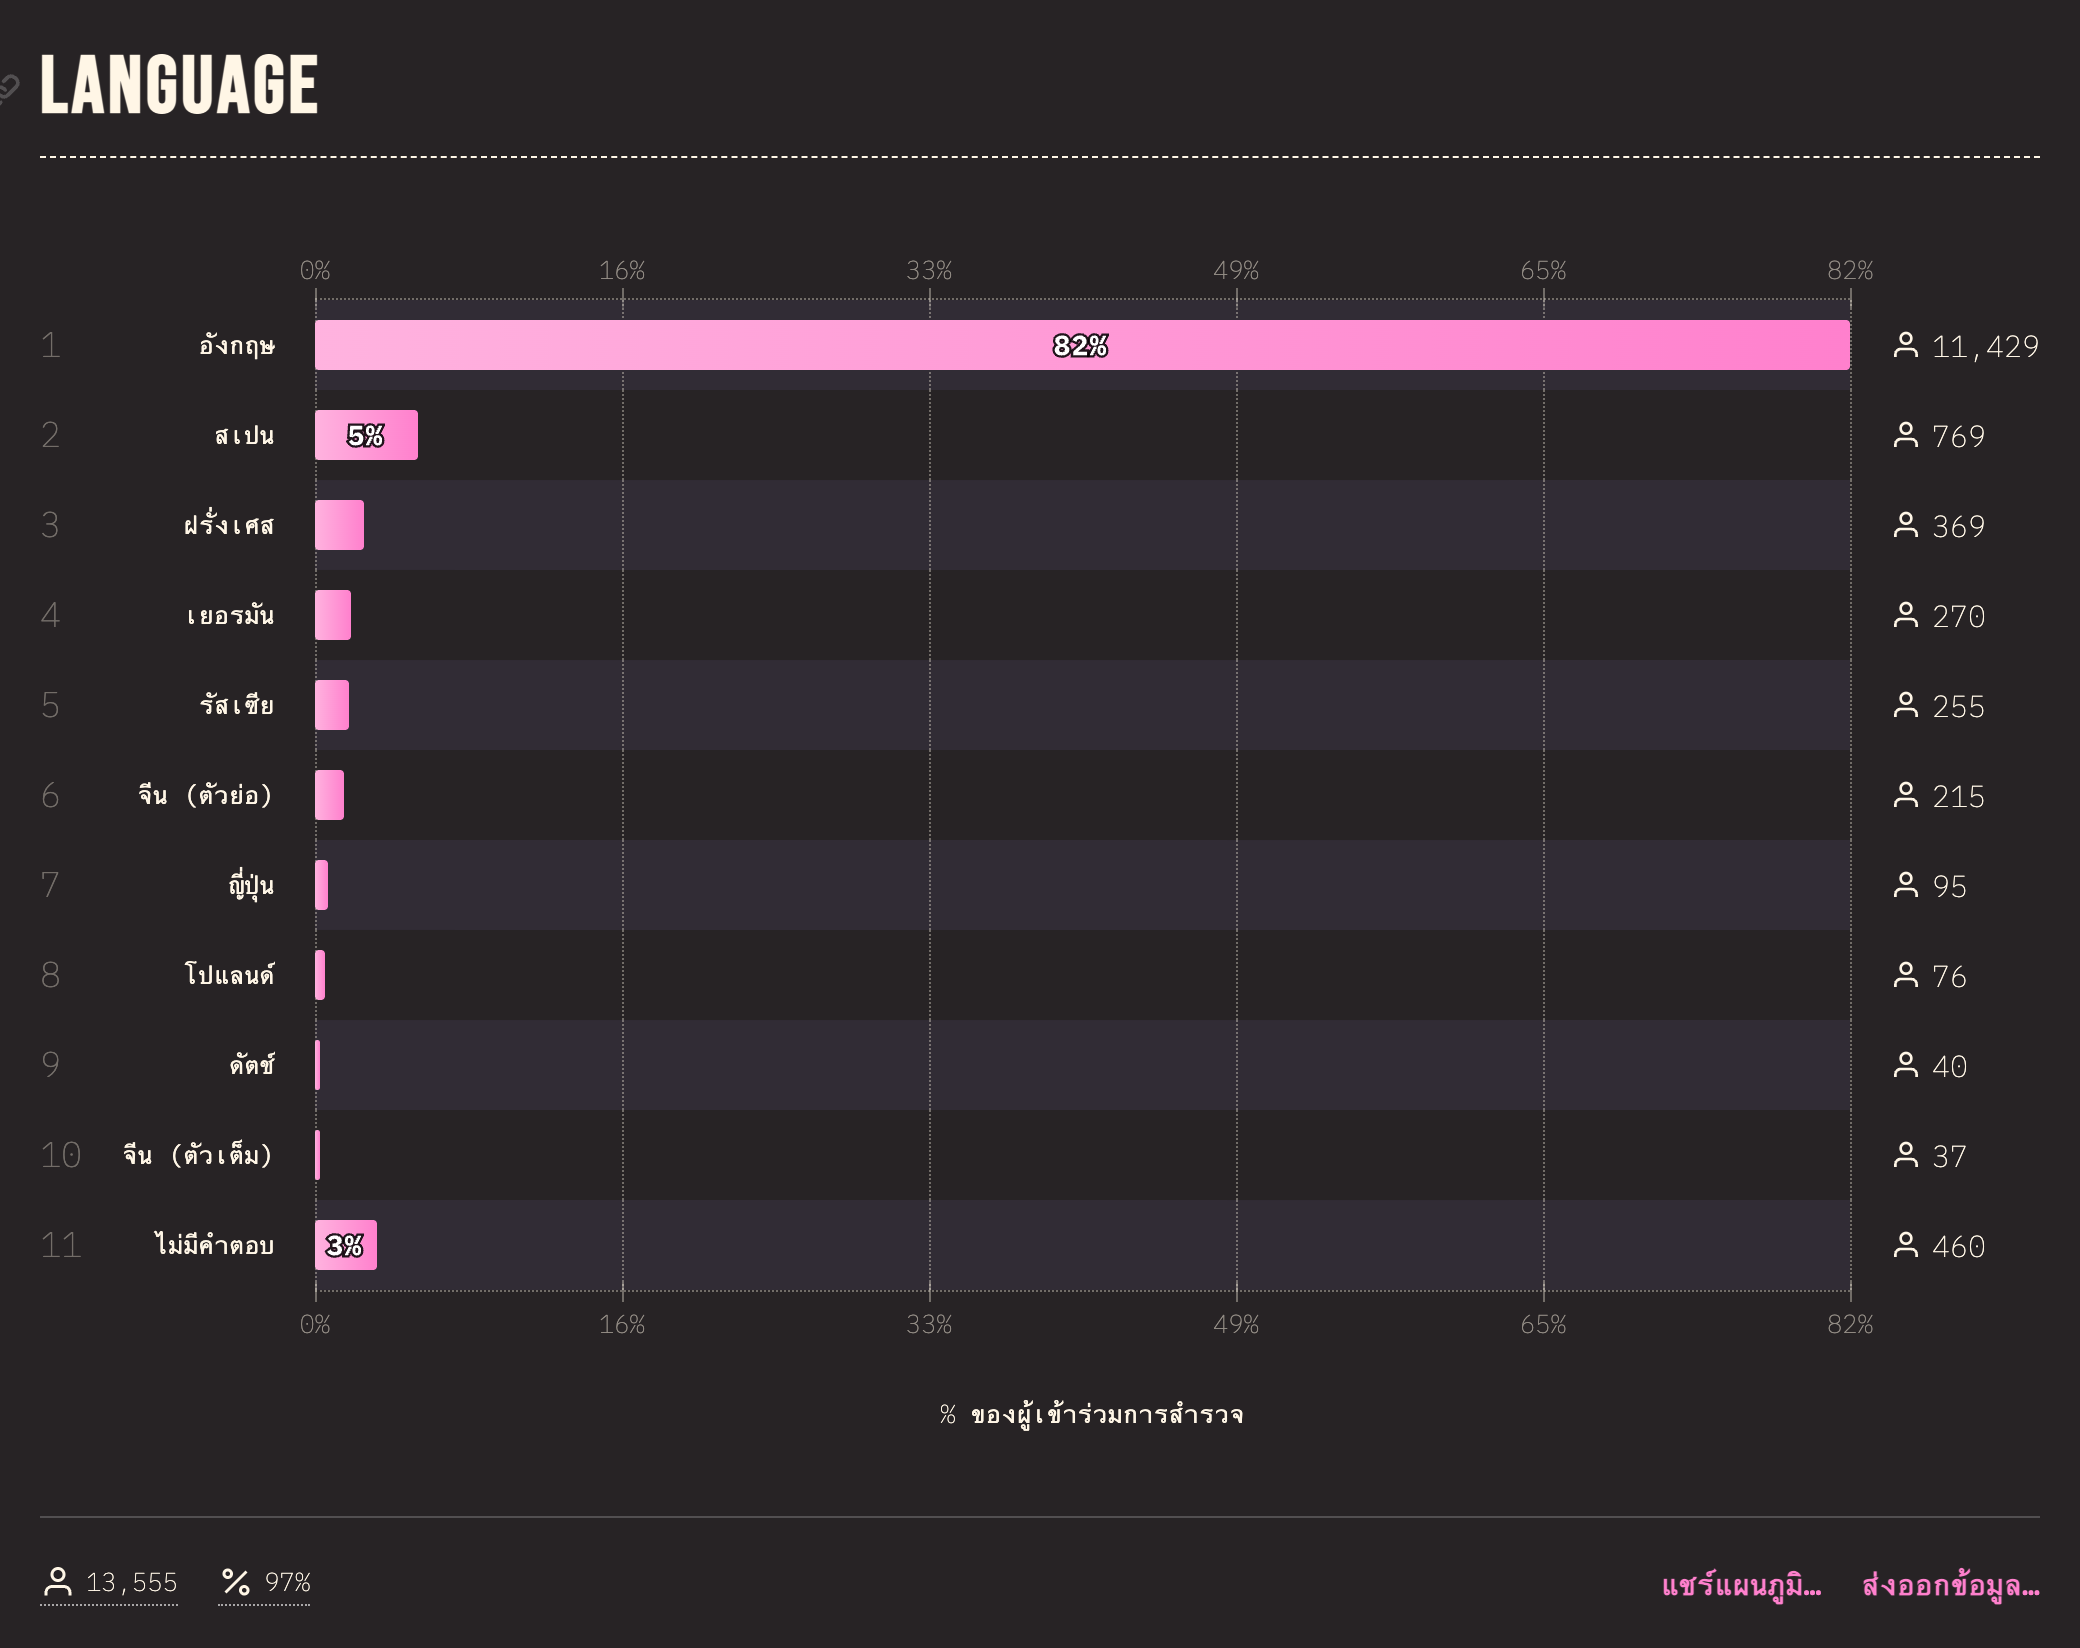 LANGUAGE
0% 16% 33% 49% 65% 82%
1 อังกฤษ 82% 11,429
2 สเปน 5% 769
3 ฝรั่งเศส 369
4 เยอรมัน 270
5 รัสเซีย 255
6 จีน (ตัวย่อ) 215
7 ญี่ปุ่น 95
8 โปแลนด์ 76
9 ดัตช์ 40
10 จีน (ตัวเต็ม) 37
11 ไม่มีคำตอบ 3% 460
0% 16% 33% 49% 65% 82%
% ของผู้เข้าร่วมการสำรวจ
13,555 97% แชร์แผนภูมิ… ส่งออกข้อมูล…